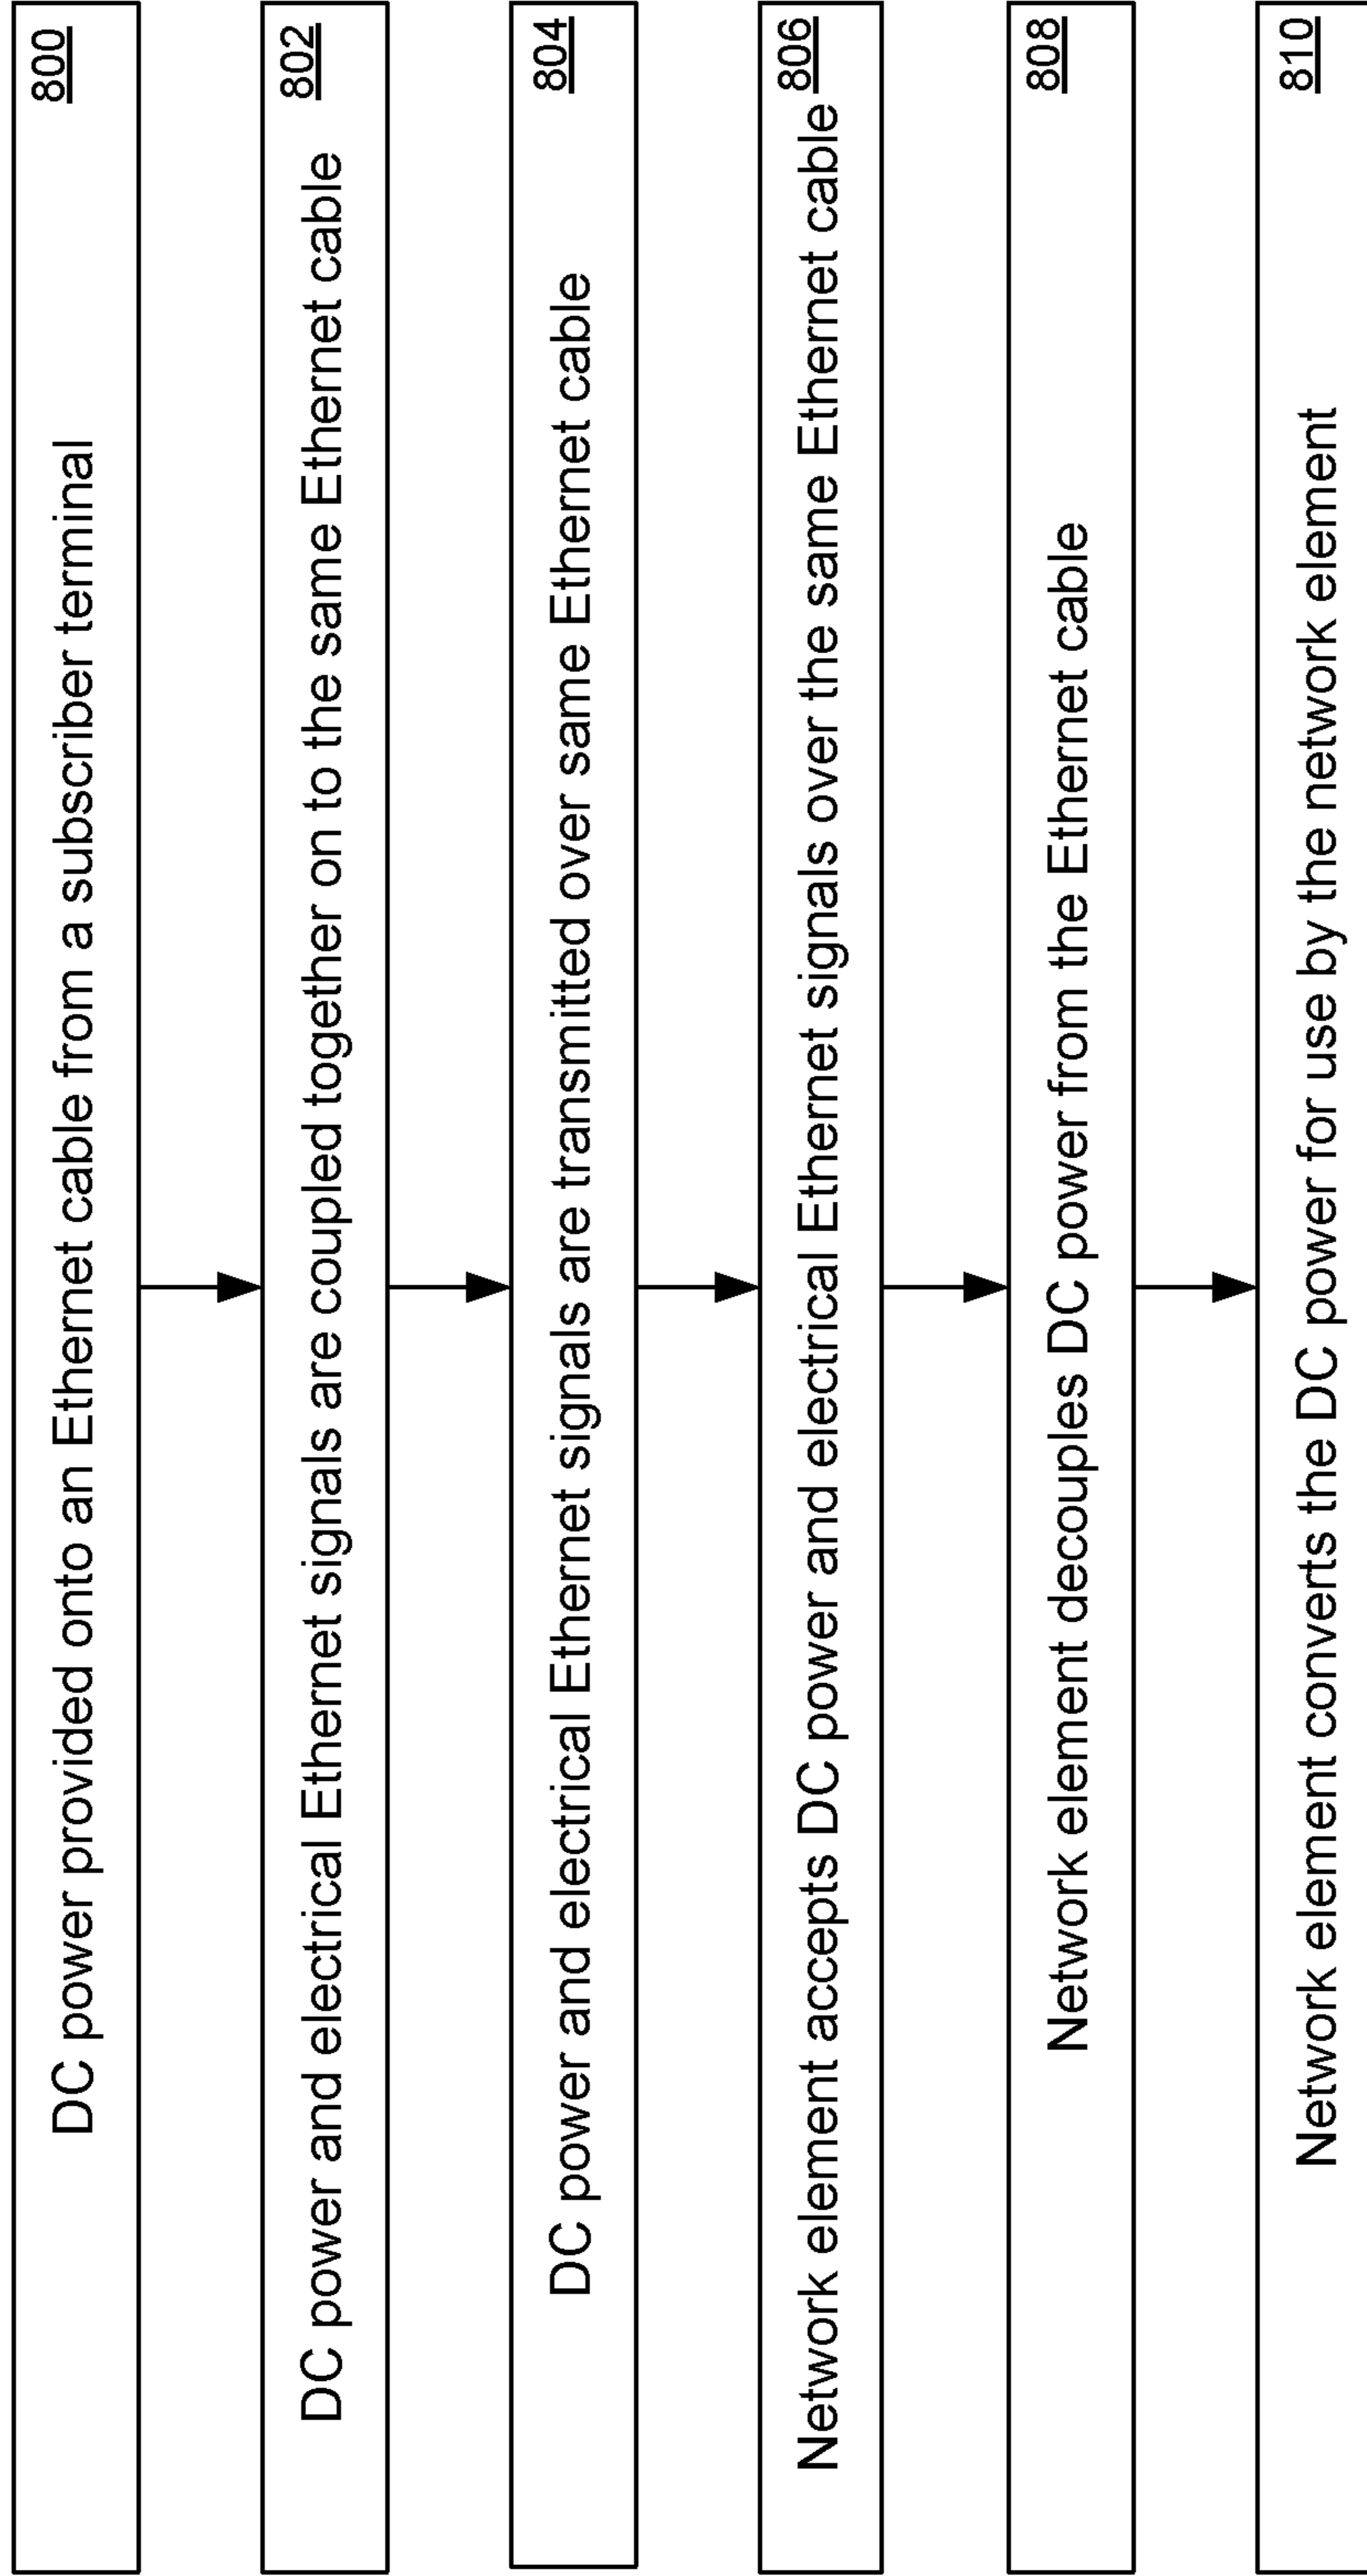 800
DC power provided onto an Ethernet cable from a subscriber terminal
802
DC power and electrical Ethernet signals are coupled together on to the same Ethernet cable
804
DC power and electrical Ethernet signals are transmitted over same Ethernet cable
806
Network element accepts DC power and electrical Ethernet signals over the same Ethernet cable
808
Network element decouples DC power from the Ethernet cable
810
Network element converts the DC power for use by the network element